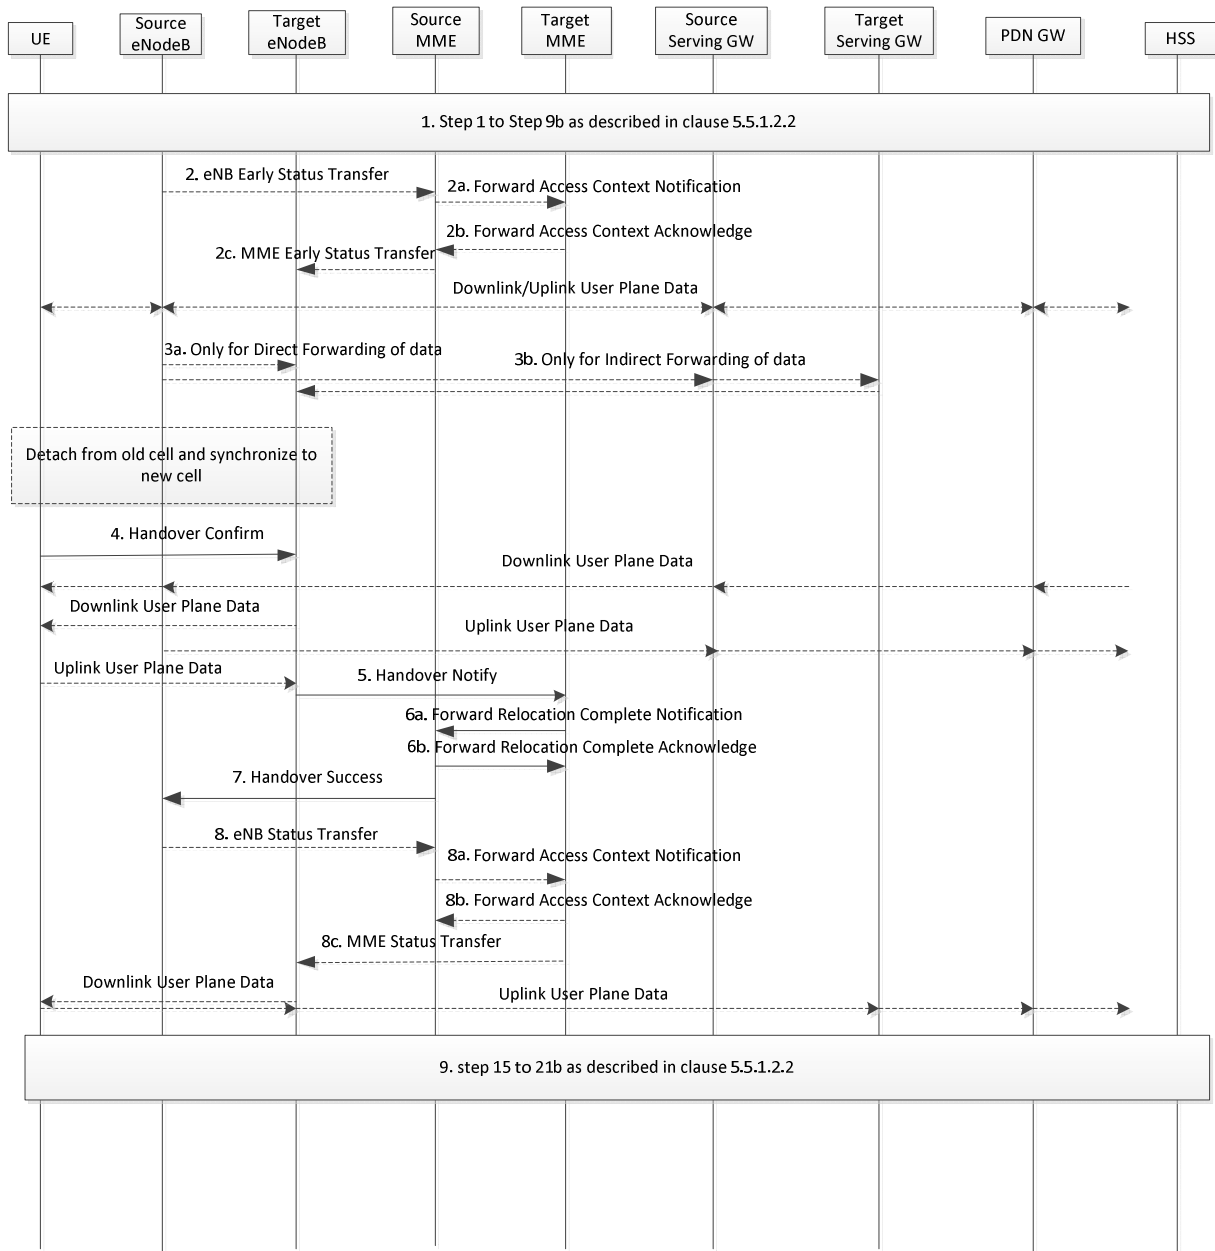 UE
Source
eNodeB
Target
eNodeB
Source
MME
Target
MME
Source
Serving GW
Target
Serving GW
PDN GW
HSS
1. Step 1 to Step 9b as described in clause 5.5.1.2.2
2. eNB Early Status Transfer
2a. Forward Access Context Notification
2b. Forward Access Context Acknowledge
2c. MME Early Status Transfer
Downlink/Uplink User Plane Data
3a. Only for Direct Forwarding of data
3b. Only for Indirect Forwarding of data
Detach from old cell and synchronize to
new cell
4. Handover Confirm
Downlink User Plane Data
Downlink User Plane Data
Uplink User Plane Data
Uplink User Plane Data
5. Handover Notify
6a. Forward Relocation Complete Notification
6b. Forward Relocation Complete Acknowledge
7. Handover Success
8. eNB Status Transfer
8a. Forward Access Context Notification
8b. Forward Access Context Acknowledge
8c. MME Status Transfer
Downlink User Plane Data
Uplink User Plane Data
9. step 15 to 21b as described in clause 5.5.1.2.2